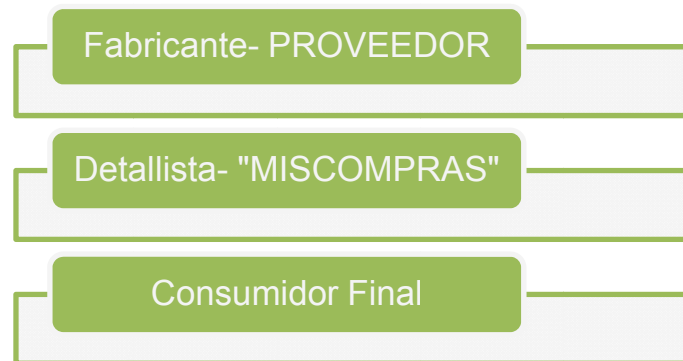 Fabricante- PROVEEDOR
Detallista- "MISCOMPRAS"
Consumidor Final